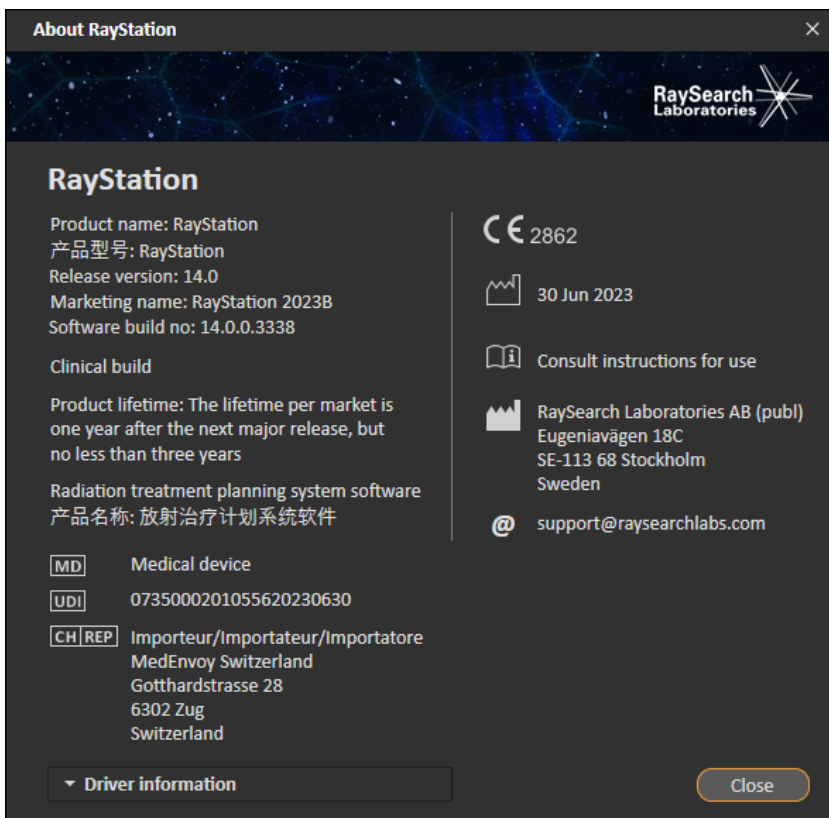 About RayStation
RaySearch
Laboratories
RayStation
Product name: RayStation
产品型号: RayStation
Release version: 14.0
Marketing name: RayStation 2023B
Software build no: 14.0.0.3338
Clinical build
Product lifetime: The lifetime per market is
one year after the next major release, but
no less than three years
Radiation treatment planning system software
产品名称: 放射治疗计划系统软件
CE 2862
30 Jun 2023
Consult instructions for use
RaySearch Laboratories AB (publ)
Eugeniavägen 18C
SE-113 68 Stockholm
Sweden
@ support@raysearchlabs.com
MD Medical device
UDI 0735000201055620230630
CH REP Importeur/Importateur/Importatore
MedEnvoy Switzerland
Gotthardstrasse 28
6302 Zug
Switzerland
Driver information
Close